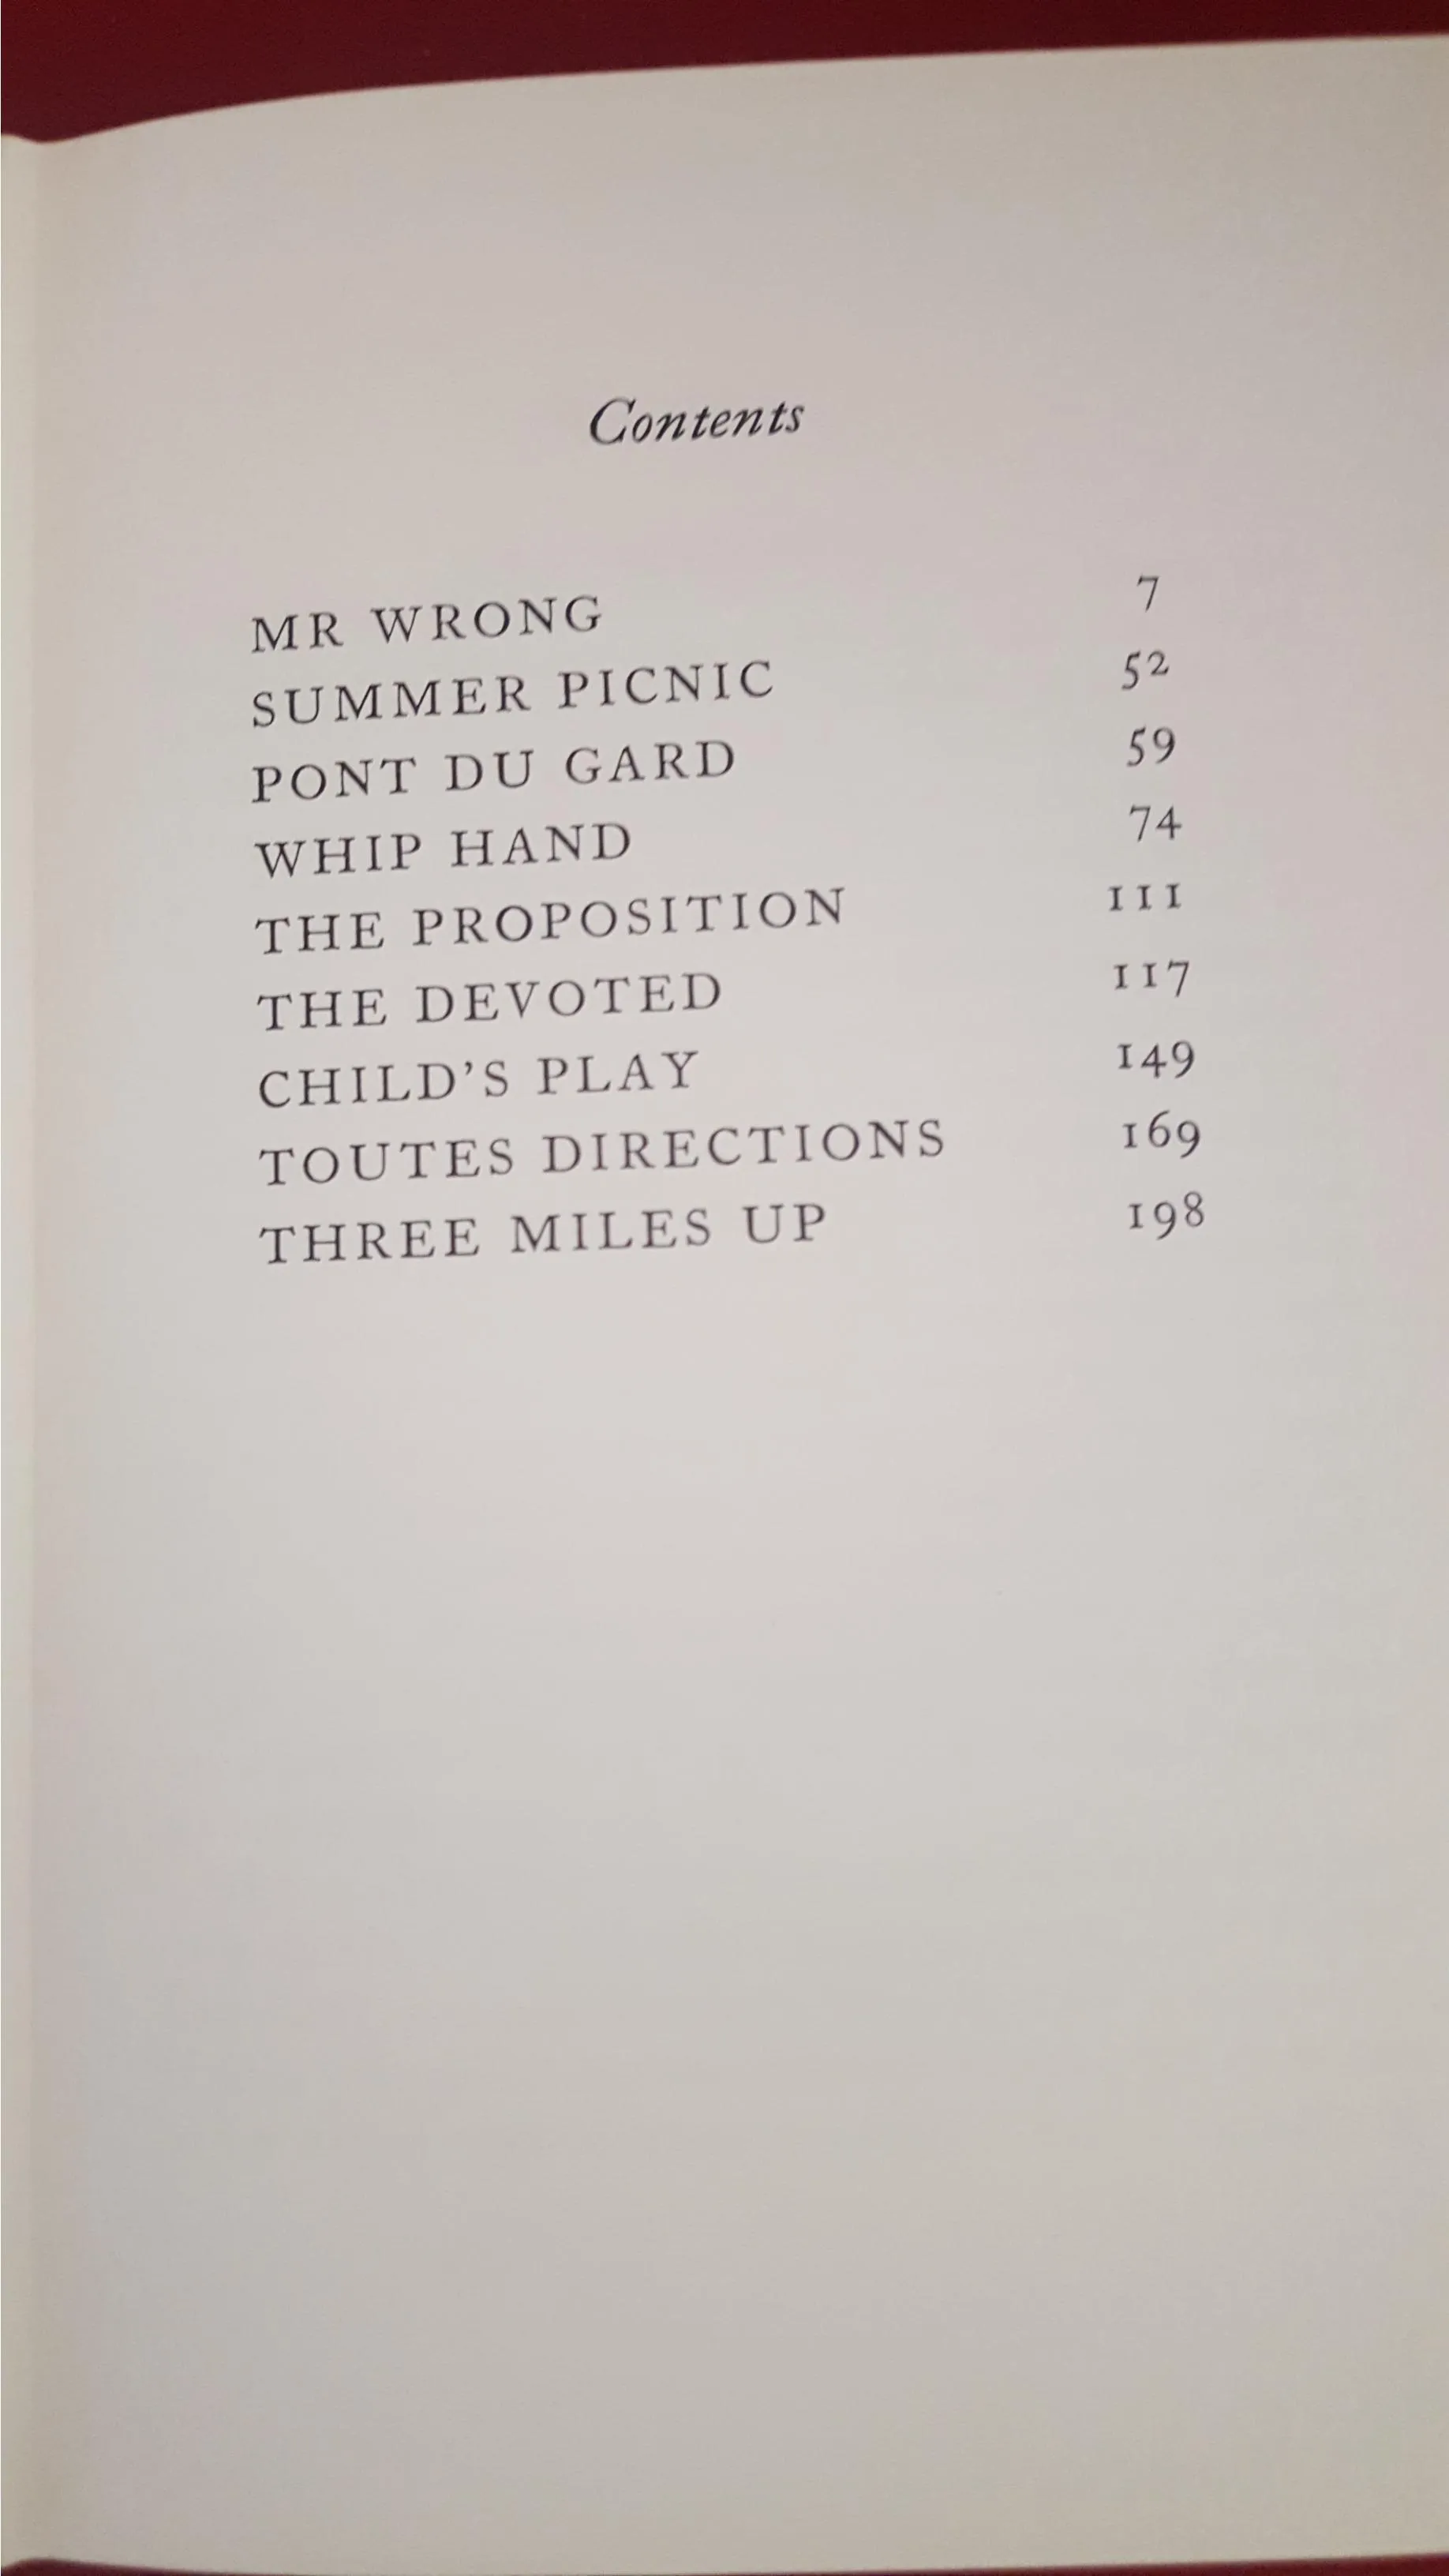 Contents
MR WRONG 7
SUMMER PICNIC 52
PONT DU GARD 59
WHIP HAND 74
THE PROPOSITION 111
THE DEVOTED 117
CHILD’S PLAY 149
TOUTES DIRECTIONS 169
THREE MILES UP 198